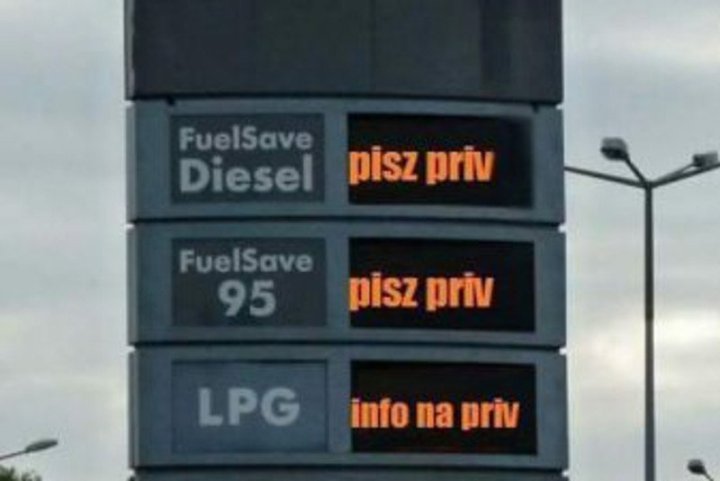 FuelSave
Diesel
pisz priv
FuelSave
95
pisz priv
LPG
info na priv